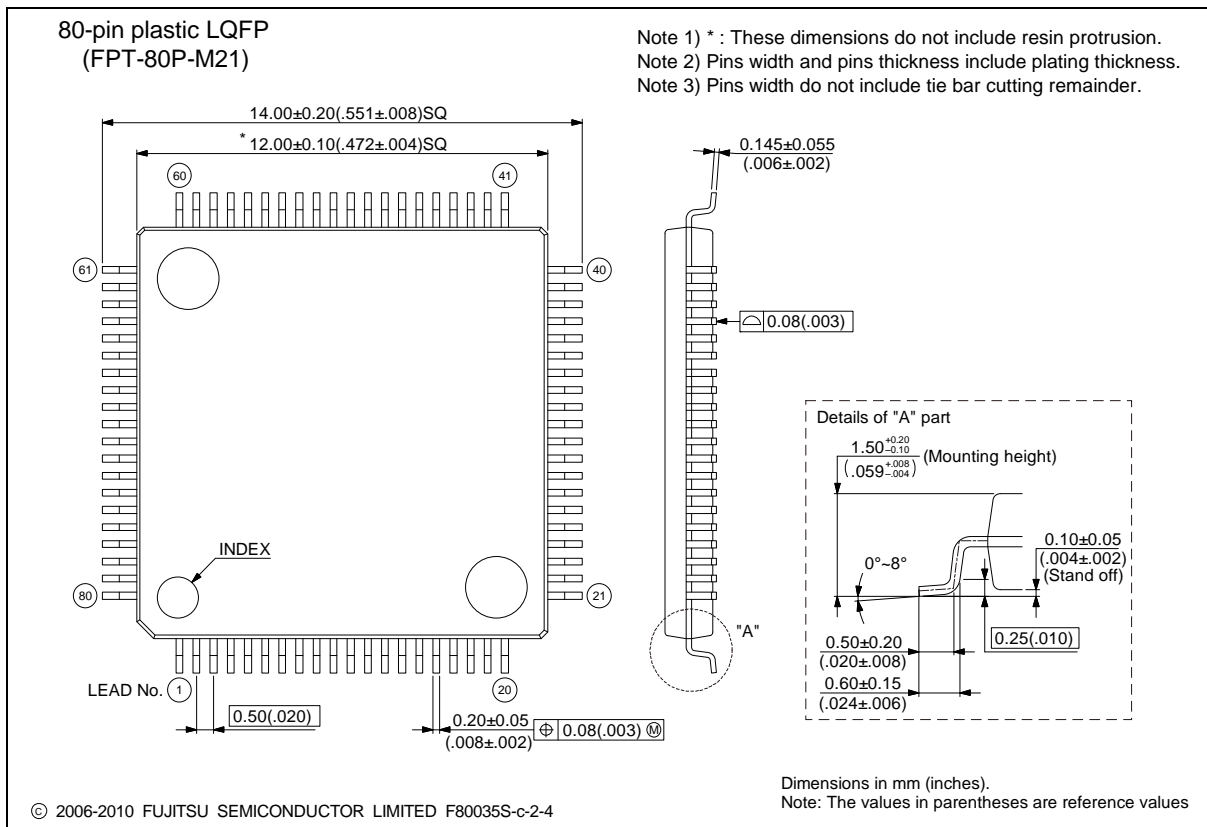 80-pin plastic LQFP
(FPT-80P-M21)
Note 1) * : These dimensions do not include resin protrusion.
Note 2) Pins width and pins thickness include plating thickness.
Note 3) Pins width do not include tie bar cutting remainder.
14.00±0.20(.551±.008)SQ
* 12.00±0.10(.472±.004)SQ
60
41
61
40
80
21
INDEX
LEAD No. 1
20
0.50(.020)
0.20±0.05
(.008±.002)
⌖ 0.08(.003) Ⓜ
0.145±0.055
(.006±.002)
⌓ 0.08(.003)
"A"
Details of "A" part
1.50 +0.20 −0.10 (Mounting height)
(.059 +.008 −.004)
0.10±0.05
(.004±.002)
(Stand off)
0°~8°
0.25(.010)
0.50±0.20
(.020±.008)
0.60±0.15
(.024±.006)
© 2006-2010 FUJITSU SEMICONDUCTOR LIMITED F80035S-c-2-4
Dimensions in mm (inches).
Note: The values in parentheses are reference values